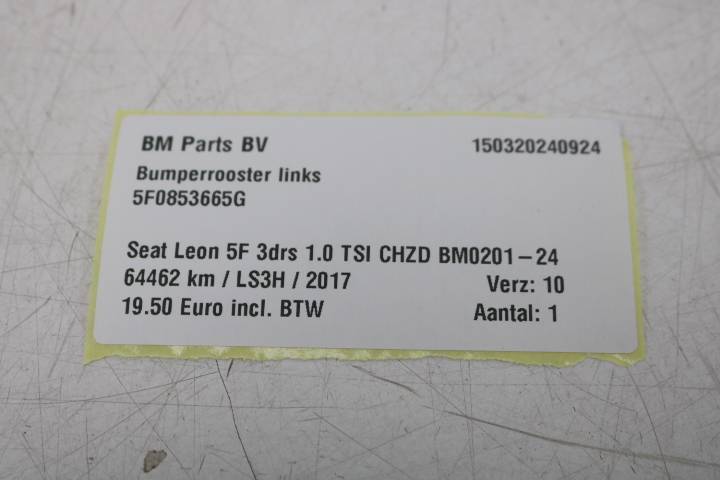 BM Parts BV 150320240924
Bumperrooster links
5F0853665G
Seat Leon 5F 3drs 1.0 TSI CHZD BM0201-24
64462 km / LS3H / 2017 Verz: 10
19.50 Euro incl. BTW Aantal: 1